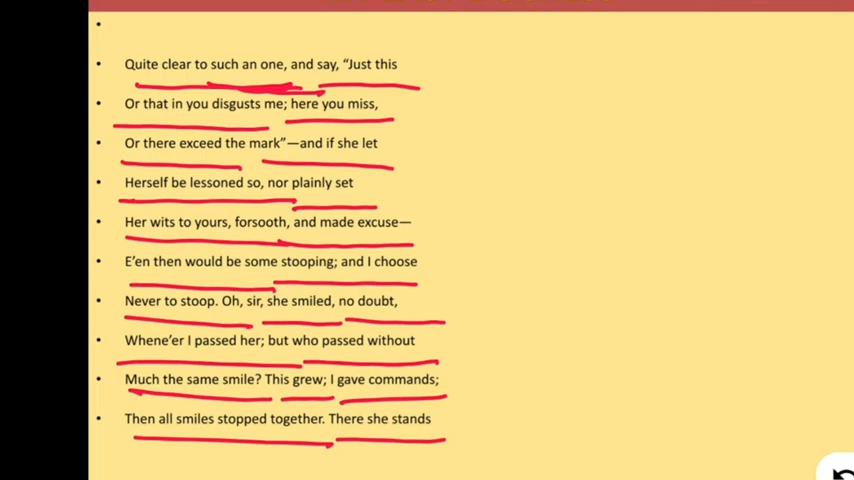 Quite clear to such an one, and say, “Just this
Or that in you disgusts me; here you miss,
Or there exceed the mark”—and if she let
Herself be lessoned so, nor plainly set
Her wits to yours, forsooth, and made excuse—
E’en then would be some stooping; and I choose
Never to stoop. Oh, sir, she smiled, no doubt,
Whene’er I passed her; but who passed without
Much the same smile? This grew; I gave commands;
Then all smiles stopped together. There she stands